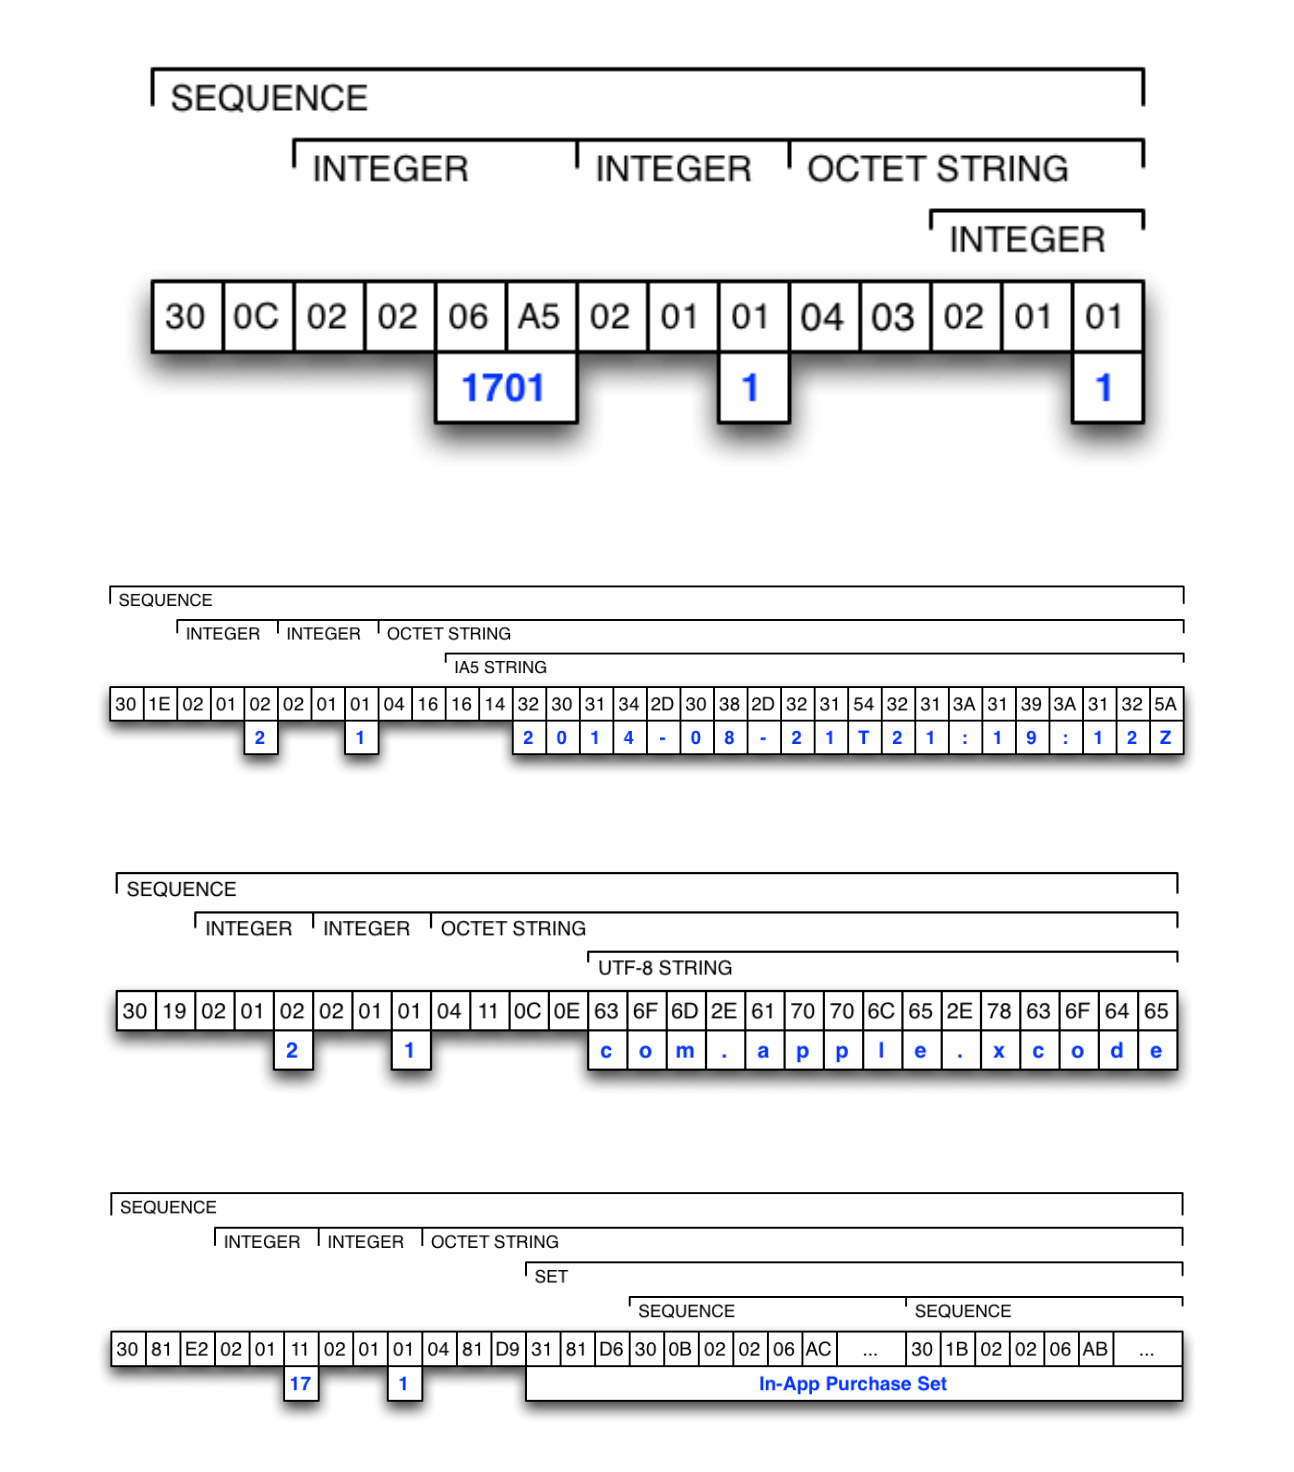 SEQUENCE
INTEGER INTEGER OCTET STRING
INTEGER
30 0C 02 02 06 A5 02 01 01 04 03 02 01 01
1701 1 1
SEQUENCE
INTEGER INTEGER OCTET STRING
IA5 STRING
30 1E 02 01 02 02 01 01 04 16 16 14 32 30 31 34 2D 30 38 2D 32 31 54 32 31 3A 31 39 3A 31 32 5A
2 1 2 0 1 4 - 0 8 - 2 1 T 2 1 : 1 9 : 1 2 Z
SEQUENCE
INTEGER INTEGER OCTET STRING
UTF-8 STRING
30 19 02 01 02 02 01 01 04 11 0C 0E 63 6F 6D 2E 61 70 70 6C 65 2E 78 63 6F 64 65
2 1 c o m . a p p l e . x c o d e
SEQUENCE
INTEGER INTEGER OCTET STRING
SET
SEQUENCE SEQUENCE
30 81 E2 02 01 11 02 01 01 04 81 D9 31 81 D6 30 0B 02 02 06 AC ... 30 1B 02 02 06 AB ...
17 1 In-App Purchase Set